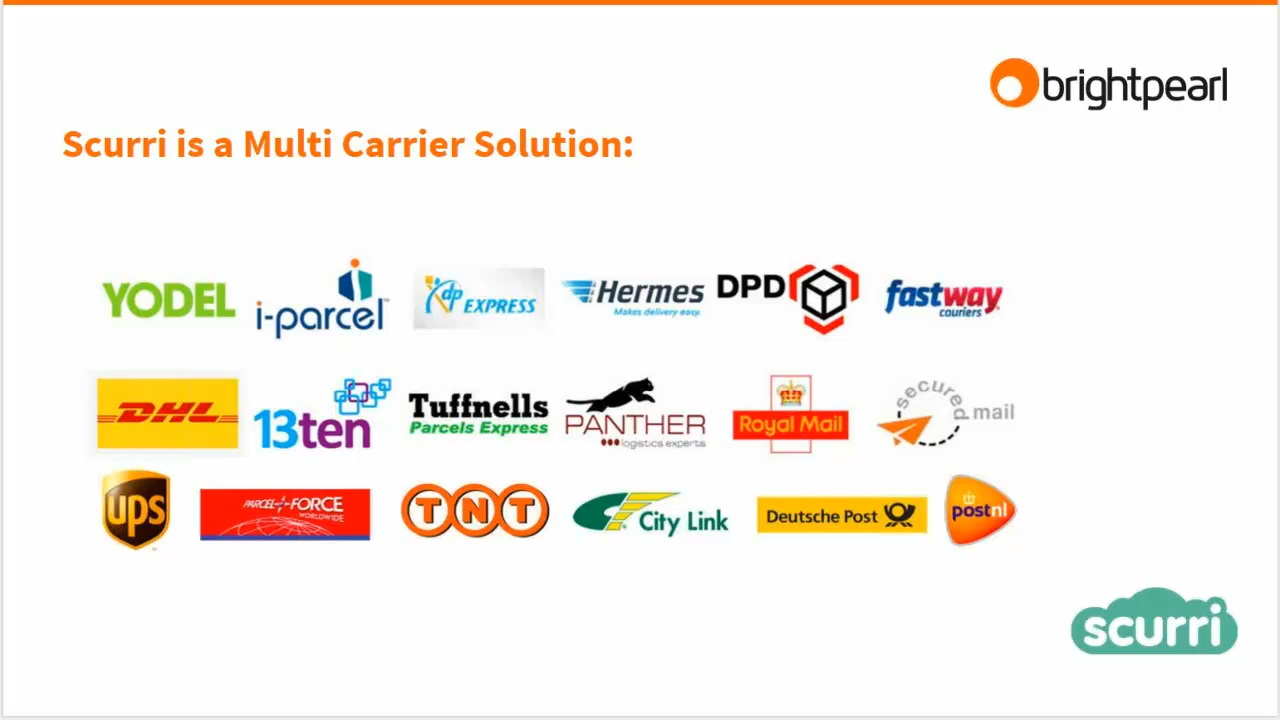 brightpearl
Scurri is a Multi Carrier Solution:
YODEL
i-parcel
dp EXPRESS
Hermes
Makes delivery easy.
DPD
fastway
couriers
DHL
13ten
Tuffnells
Parcels Express
PANTHER
logistics experts
Royal Mail
secured
mail
ups
PARCEL FORCE
WORLDWIDE
TNT
City Link
Deutsche Post
postnl
scurri